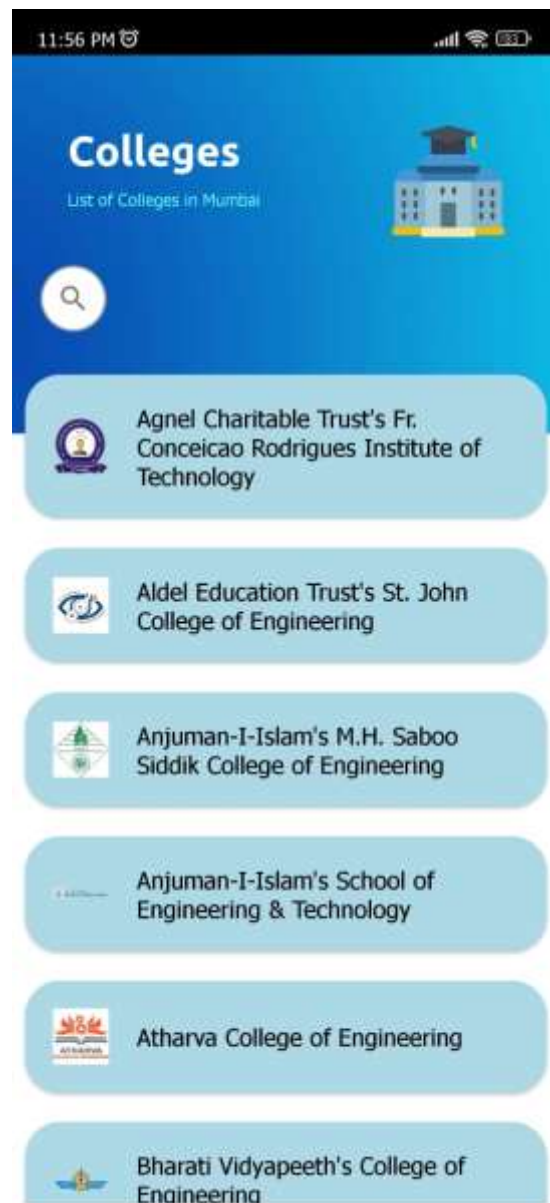 11:56 PM
83
Colleges
List of Colleges in Mumbai
Agnel Charitable Trust's Fr.
Conceicao Rodrigues Institute of
Technology
Aldel Education Trust's St. John
College of Engineering
Anjuman-I-Islam's M.H. Saboo
Siddik College of Engineering
Anjuman-I-Islam's School of
Engineering & Technology
ATHARVA
Atharva College of Engineering
Bharati Vidyapeeth's College of
Engineering